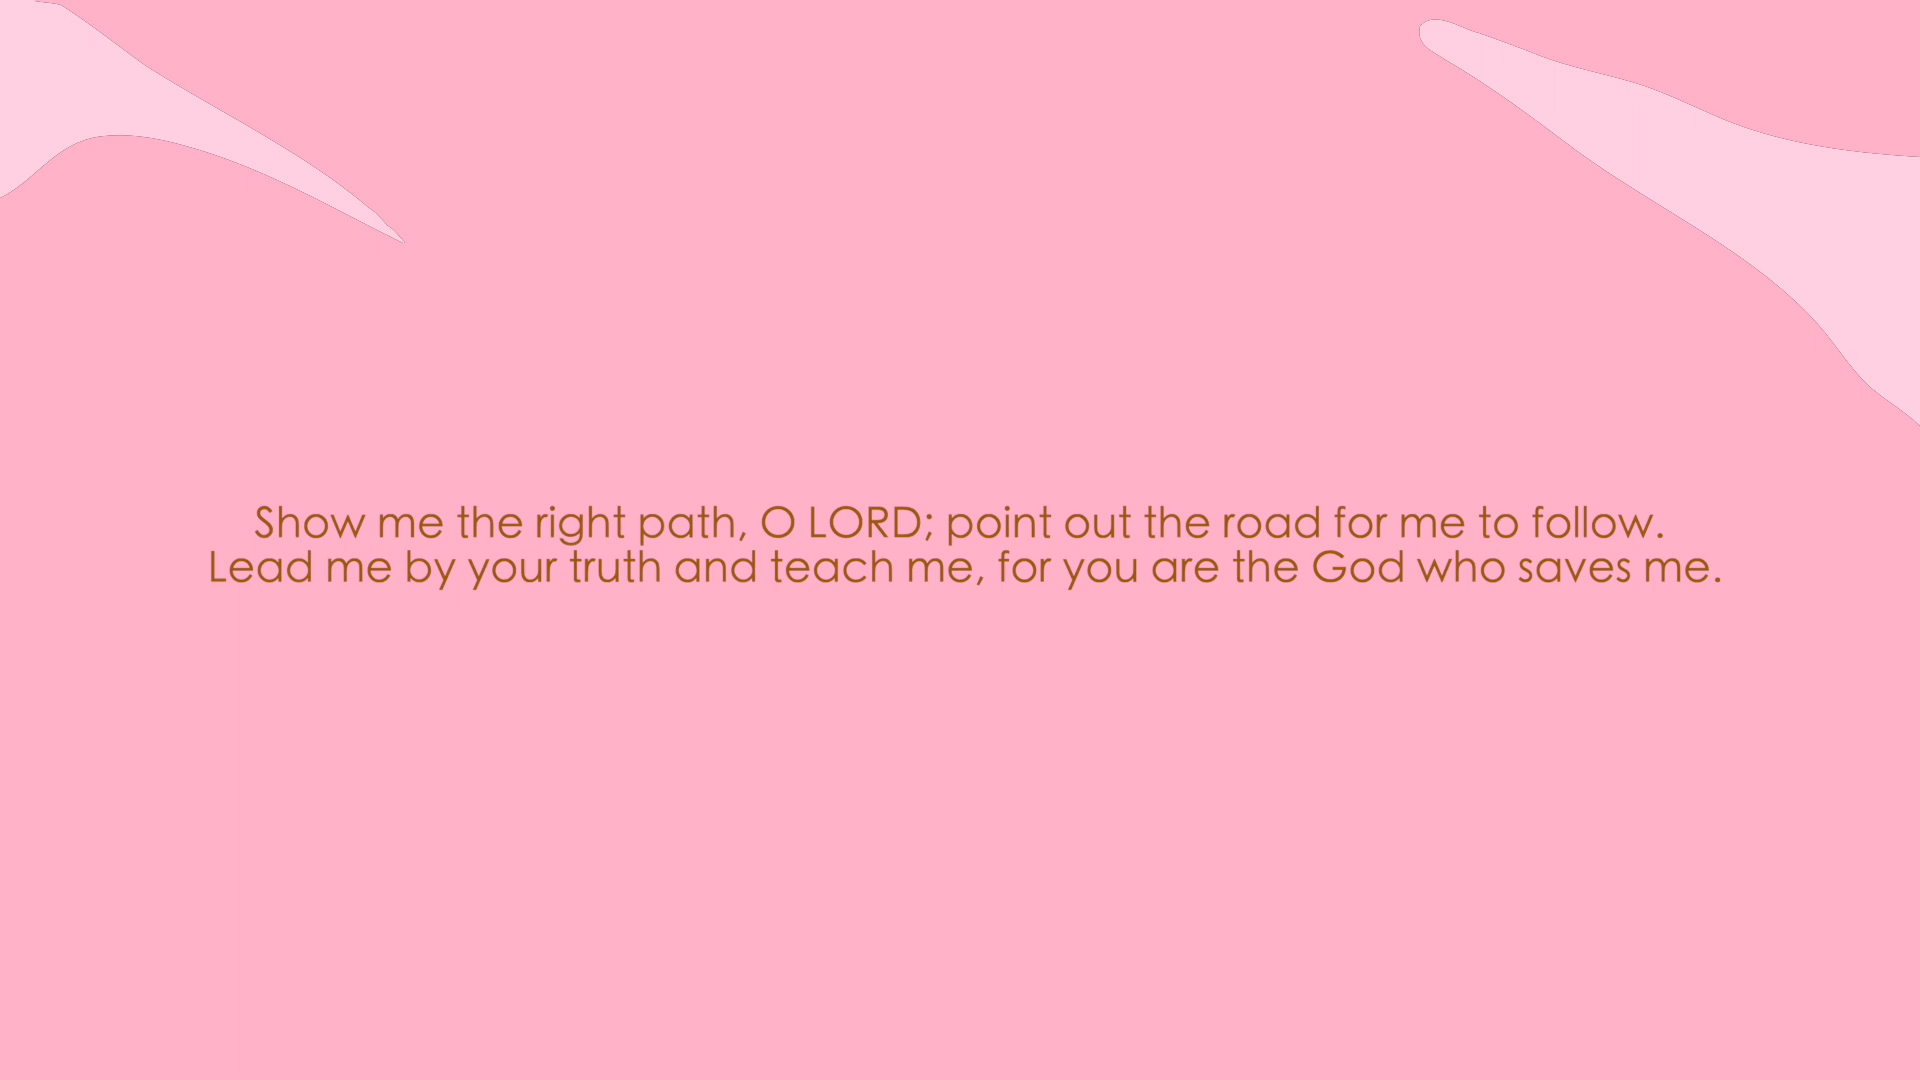 Show me the right path, O LORD; point out the road for me to follow.
Lead me by your truth and teach me, for you are the God who saves me.